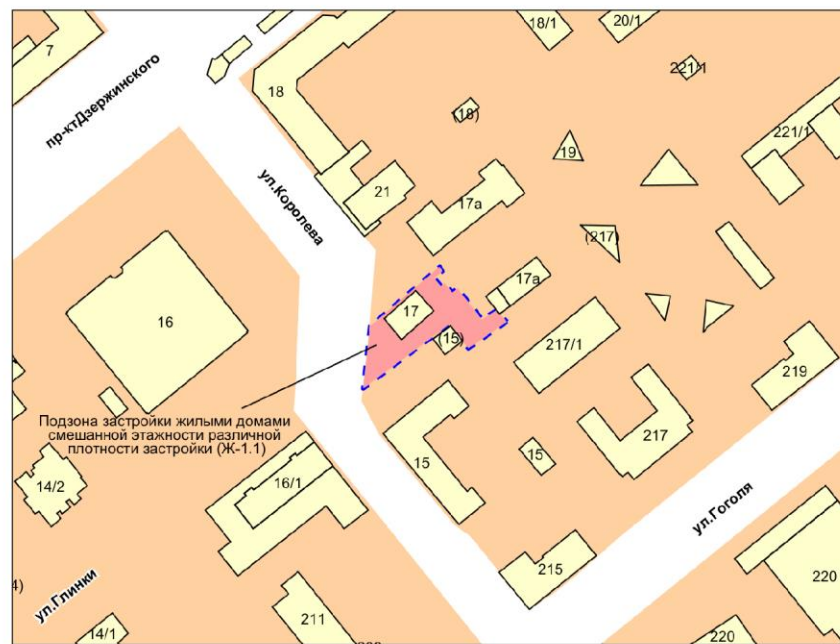 7
18/1
20/1
пр-ктДзержинского
18
(18)
221/1
221/1
19
ул.Королева
21
17а
(217)
17а
16
17
(15)
217/1
219
Подзона застройки жилыми домами
смешанной этажности различной
плотности застройки (Ж-1.1)
217
15
15
14/2
16/1
ул.Гоголя
215
220
4)
ул.Глинки
211
14/1
220